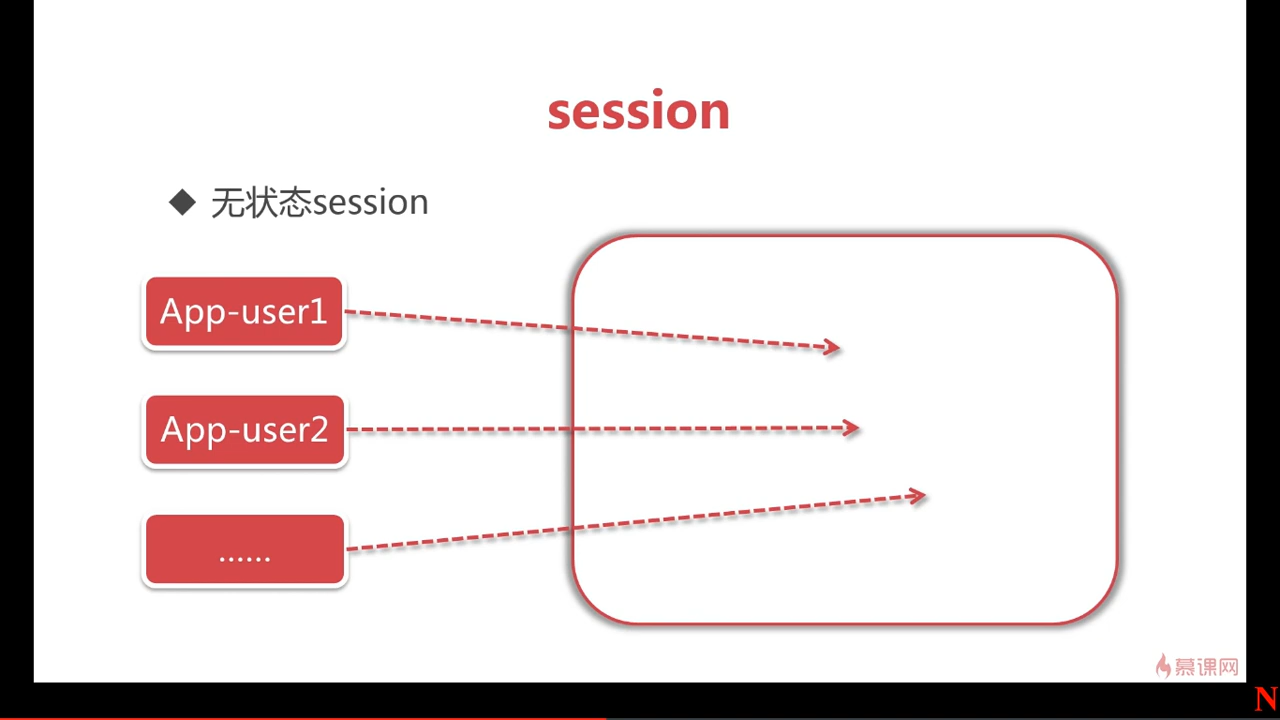 session
◆ 无状态session
App-user1
App-user2
......
慕课网
N